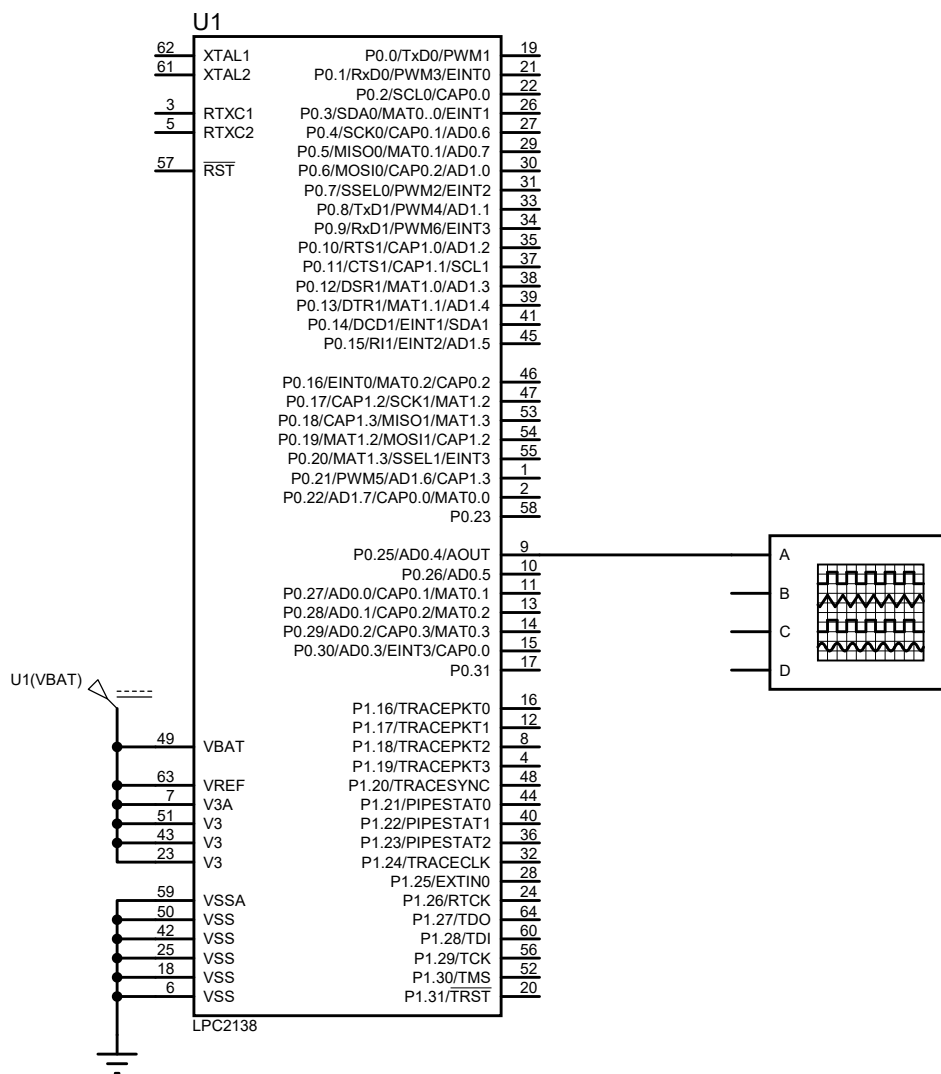 U1
62 XTAL1 P0.0/TxD0/PWM1 19
61 XTAL2 P0.1/RxD0/PWM3/EINT0 21
P0.2/SCL0/CAP0.0 22
3 RTXC1 P0.3/SDA0/MAT0..0/EINT1 26
5 RTXC2 P0.4/SCK0/CAP0.1/AD0.6 27
P0.5/MISO0/MAT0.1/AD0.7 29
57 RST P0.6/MOSI0/CAP0.2/AD1.0 30
P0.7/SSEL0/PWM2/EINT2 31
P0.8/TxD1/PWM4/AD1.1 33
P0.9/RxD1/PWM6/EINT3 34
P0.10/RTS1/CAP1.0/AD1.2 35
P0.11/CTS1/CAP1.1/SCL1 37
P0.12/DSR1/MAT1.0/AD1.3 38
P0.13/DTR1/MAT1.1/AD1.4 39
P0.14/DCD1/EINT1/SDA1 41
P0.15/RI1/EINT2/AD1.5 45
P0.16/EINT0/MAT0.2/CAP0.2 46
P0.17/CAP1.2/SCK1/MAT1.2 47
P0.18/CAP1.3/MISO1/MAT1.3 53
P0.19/MAT1.2/MOSI1/CAP1.2 54
P0.20/MAT1.3/SSEL1/EINT3 55
P0.21/PWM5/AD1.6/CAP1.3 1
P0.22/AD1.7/CAP0.0/MAT0.0 2
P0.23 58
P0.25/AD0.4/AOUT 9 A
P0.26/AD0.5 10
P0.27/AD0.0/CAP0.1/MAT0.1 11 B
P0.28/AD0.1/CAP0.2/MAT0.2 13
P0.29/AD0.2/CAP0.3/MAT0.3 14 C
P0.30/AD0.3/EINT3/CAP0.0 15
P0.31 17 D
U1(VBAT)
P1.16/TRACEPKT0 16
P1.17/TRACEPKT1 12
49 VBAT P1.18/TRACEPKT2 8
P1.19/TRACEPKT3 4
63 VREF P1.20/TRACESYNC 48
7 V3A P1.21/PIPESTAT0 44
51 V3 P1.22/PIPESTAT1 40
43 V3 P1.23/PIPESTAT2 36
23 V3 P1.24/TRACECLK 32
P1.25/EXTIN0 28
59 VSSA P1.26/RTCK 24
50 VSS P1.27/TDO 64
42 VSS P1.28/TDI 60
25 VSS P1.29/TCK 56
18 VSS P1.30/TMS 52
6 VSS P1.31/TRST 20
LPC2138